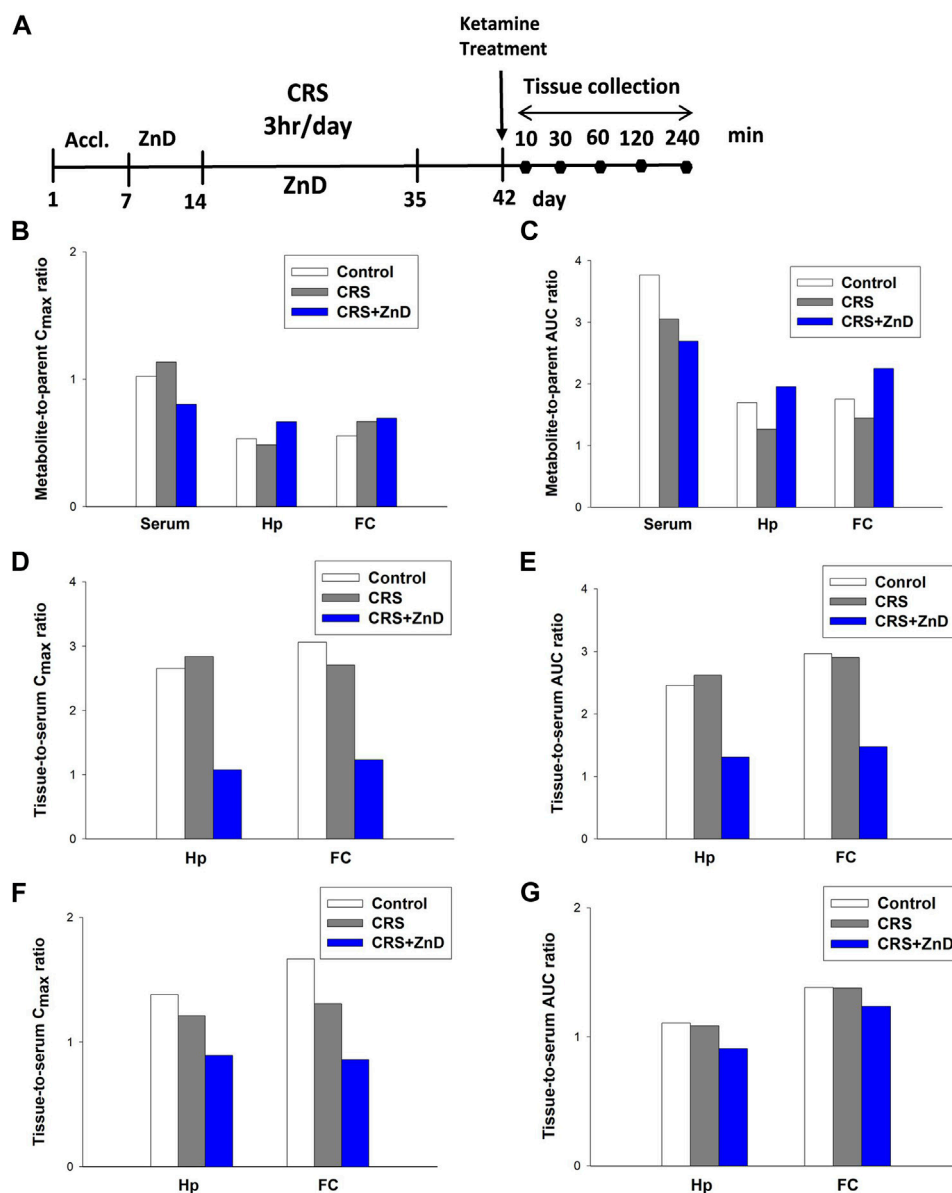 A
Ketamine
Treatment
CRS
3hr/day
Tissue collection
Accl.
ZnD
10 30 60 120 240 min
ZnD
1 7 14 35 42 day
B
Metabolite-to-parent Cmax ratio
2
1
0
Control
CRS
CRS+ZnD
Serum Hp FC
C
Metabolite-to-parent AUC ratio
4
3
2
1
0
Control
CRS
CRS+ZnD
Serum Hp FC
D
Tissue-to-serum Cmax ratio
4
3
2
1
0
Control
CRS
CRS+ZnD
Hp FC
E
Tissue-to-serum AUC ratio
4
3
2
1
0
Conrol
CRS
CRS+ZnD
Hp FC
F
Tissue-to-serum Cmax ratio
2
1
0
Control
CRS
CRS+ZnD
Hp FC
G
Tissue-to-serum AUC ratio
2
1
0
Control
CRS
CRS+ZnD
Hp FC